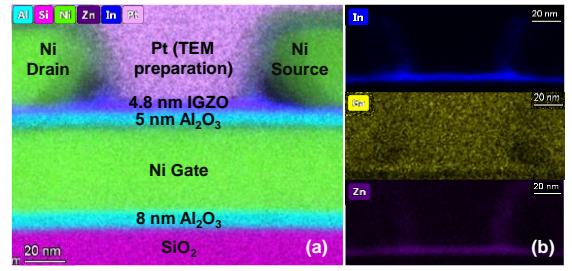 Al Si Ni Zn In Pt
Ni
Drain
Pt (TEM
preparation)
Ni
Source
4.8 nm IGZO
5 nm Al₂O₃
Ni Gate
8 nm Al₂O₃
SiO₂
20 nm
(a)
In
20 nm
20 nm
Zn
20 nm
(b)